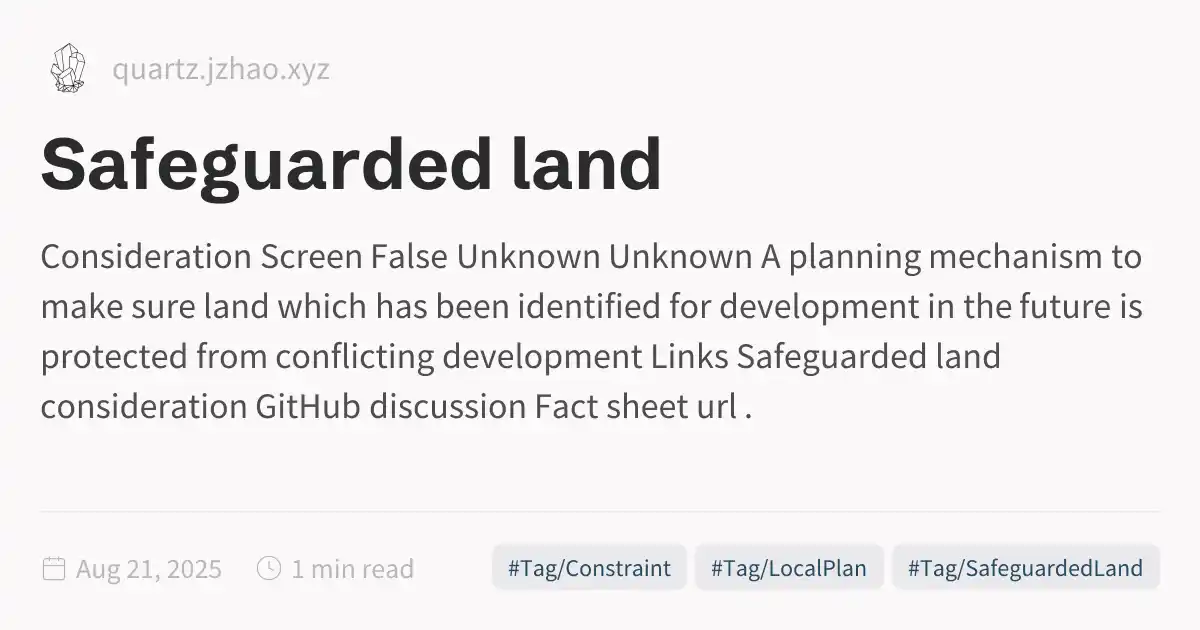 quartz.jzhao.xyz
Safeguarded land
Consideration Screen False Unknown Unknown A planning mechanism to
make sure land which has been identified for development in the future is
protected from conflicting development Links Safeguarded land
consideration GitHub discussion Fact sheet url .
Aug 21, 2025 1 min read #Tag/Constraint #Tag/LocalPlan #Tag/SafeguardedLand